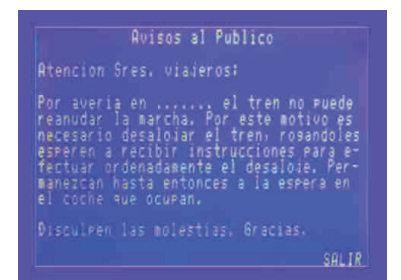 Avisos al Publico
Atencion Sres. viajeros:
Por averia en ....... el tren no puede
reanudar la marcha. Por este motivo es
necesario desalojar el tren, rogandoles
esperen a recibir instrucciones para e-
fectuar ordenadamente el desaloje. Per-
manezcan hasta entonces a la espera en
el coche que ocupan.
Disculpen las molestias. Gracias.
SALIR